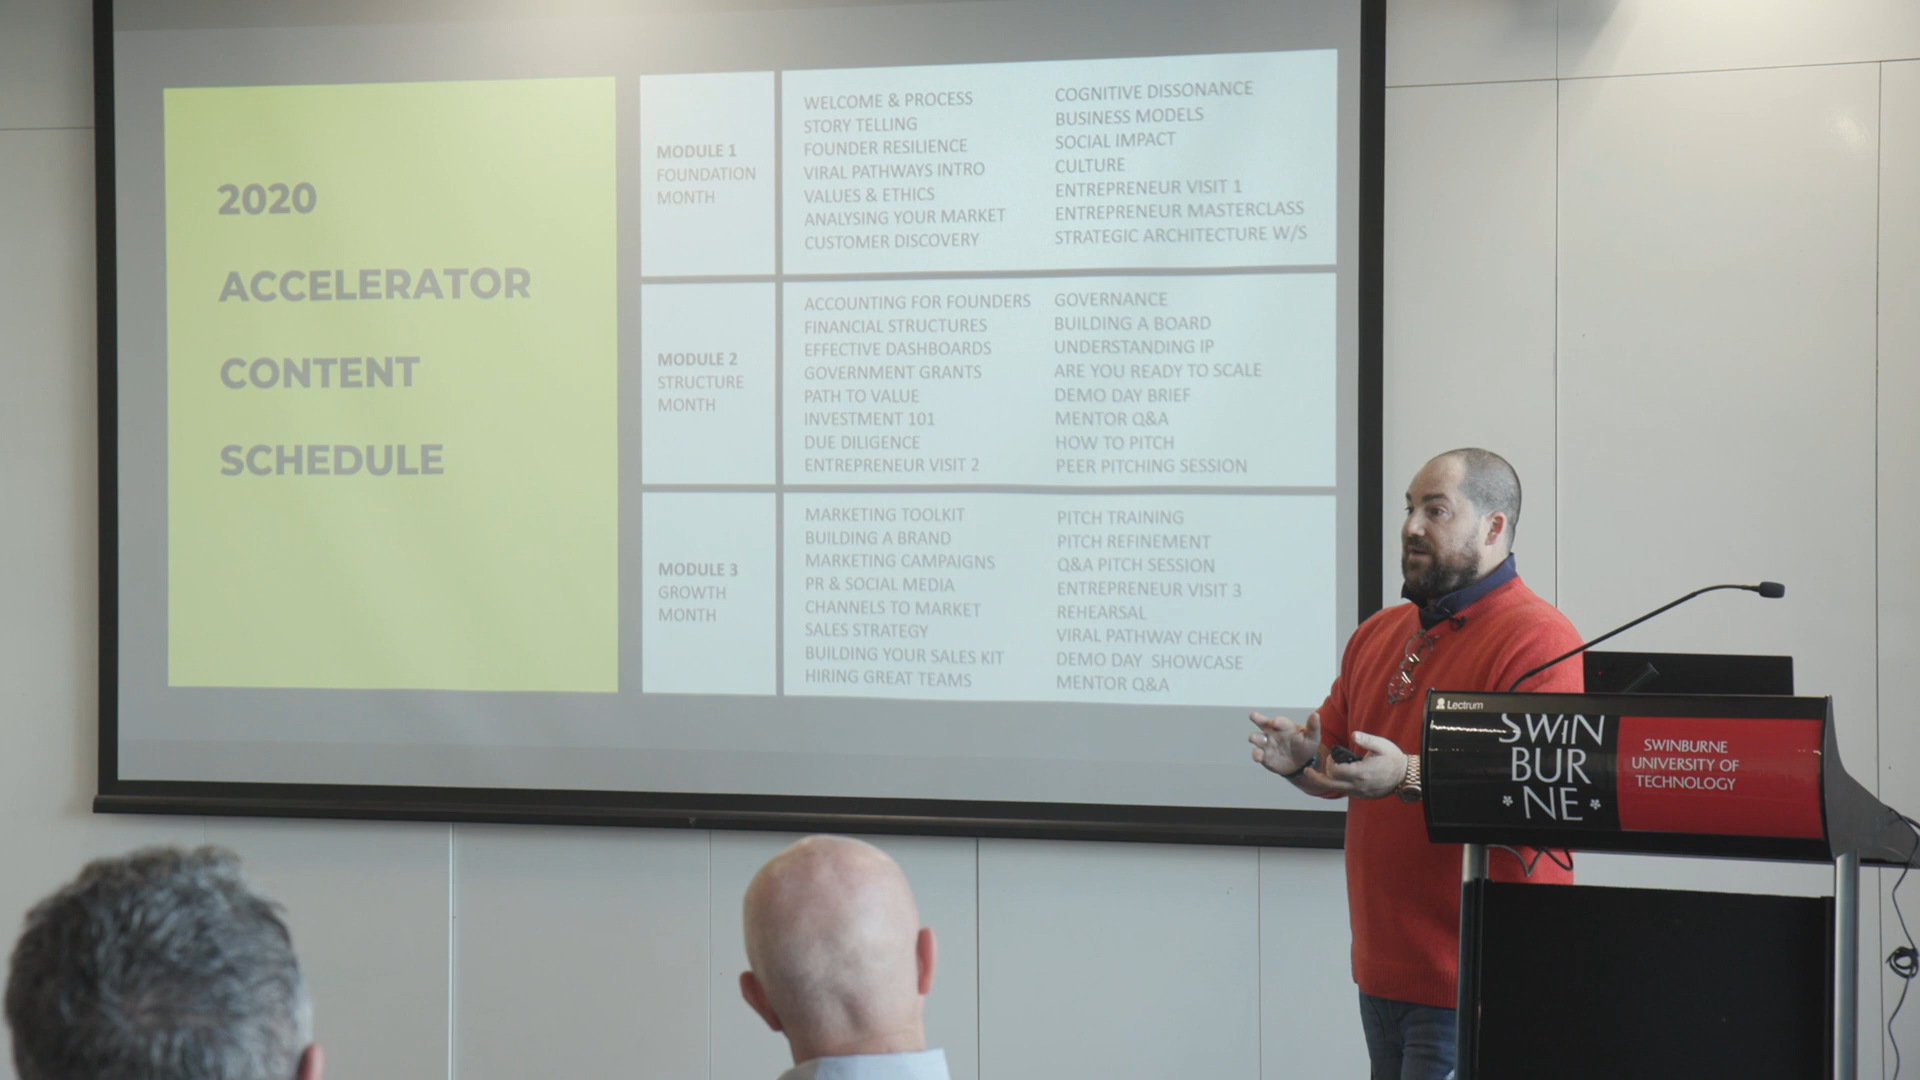 2020
ACCELERATOR
CONTENT
SCHEDULE
MODULE 1
FOUNDATION
MONTH
WELCOME & PROCESS
STORY TELLING
FOUNDER RESILIENCE
VIRAL PATHWAYS INTRO
VALUES & ETHICS
ANALYSING YOUR MARKET
CUSTOMER DISCOVERY
COGNITIVE DISSONANCE
BUSINESS MODELS
SOCIAL IMPACT
CULTURE
ENTREPRENEUR VISIT 1
ENTREPRENEUR MASTERCLASS
STRATEGIC ARCHITECTURE W/S
MODULE 2
STRUCTURE
MONTH
ACCOUNTING FOR FOUNDERS
FINANCIAL STRUCTURES
EFFECTIVE DASHBOARDS
GOVERNMENT GRANTS
PATH TO VALUE
INVESTMENT 101
DUE DILIGENCE
ENTREPRENEUR VISIT 2
GOVERNANCE
BUILDING A BOARD
UNDERSTANDING IP
ARE YOU READY TO SCALE
DEMO DAY BRIEF
MENTOR Q&A
HOW TO PITCH
PEER PITCHING SESSION
MODULE 3
GROWTH
MONTH
MARKETING TOOLKIT
BUILDING A BRAND
MARKETING CAMPAIGNS
PR & SOCIAL MEDIA
CHANNELS TO MARKET
SALES STRATEGY
BUILDING YOUR SALES KIT
HIRING GREAT TEAMS
PITCH TRAINING
PITCH REFINEMENT
Q&A PITCH SESSION
ENTREPRENEUR VISIT 3
REHEARSAL
VIRAL PATHWAY CHECK IN
DEMO DAY SHOWCASE
MENTOR Q&A
Lectrum
SWIN
BUR
NE
SWINBURNE
UNIVERSITY OF
TECHNOLOGY